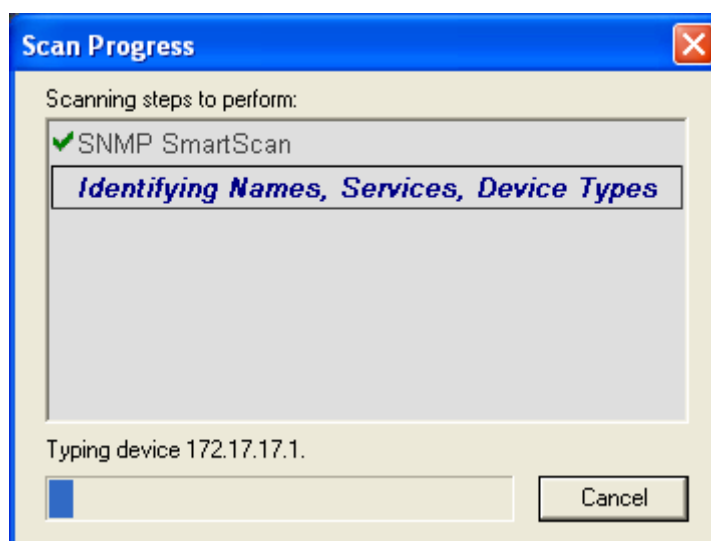 Scan Progress
Scanning steps to perform:
SNMP SmartScan
Identifying Names, Services, Device Types
Typing device 172.17.17.1.
Cancel